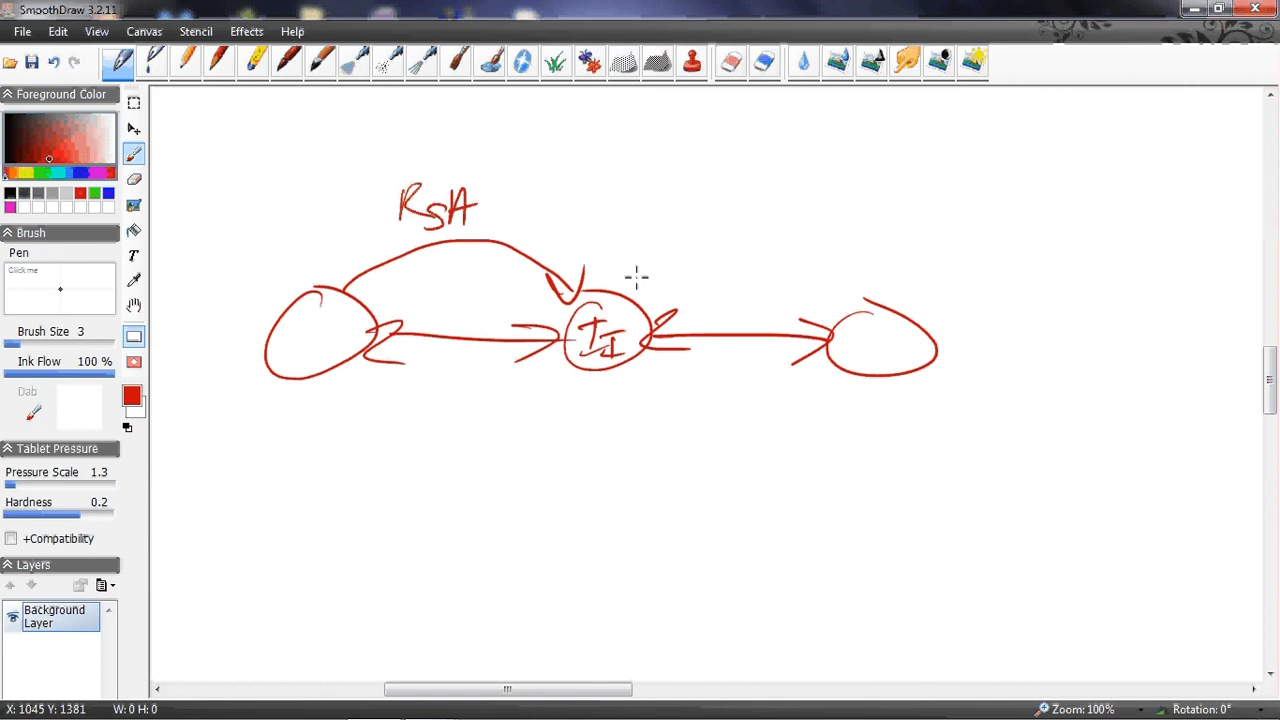 SmoothDraw 3.2.11
File Edit View Canvas Stencil Effects Help
Foreground Color
Brush
Pen
Click me
Brush Size 3
Ink Flow 100 %
Dab
Tablet Pressure
Pressure Scale 1.3
Hardness 0.2
+Compatibility
Layers
Background
Layer
RSA
II
X: 1045 Y: 1381 W: 0 H: 0 Zoom: 100% Rotation: 0°